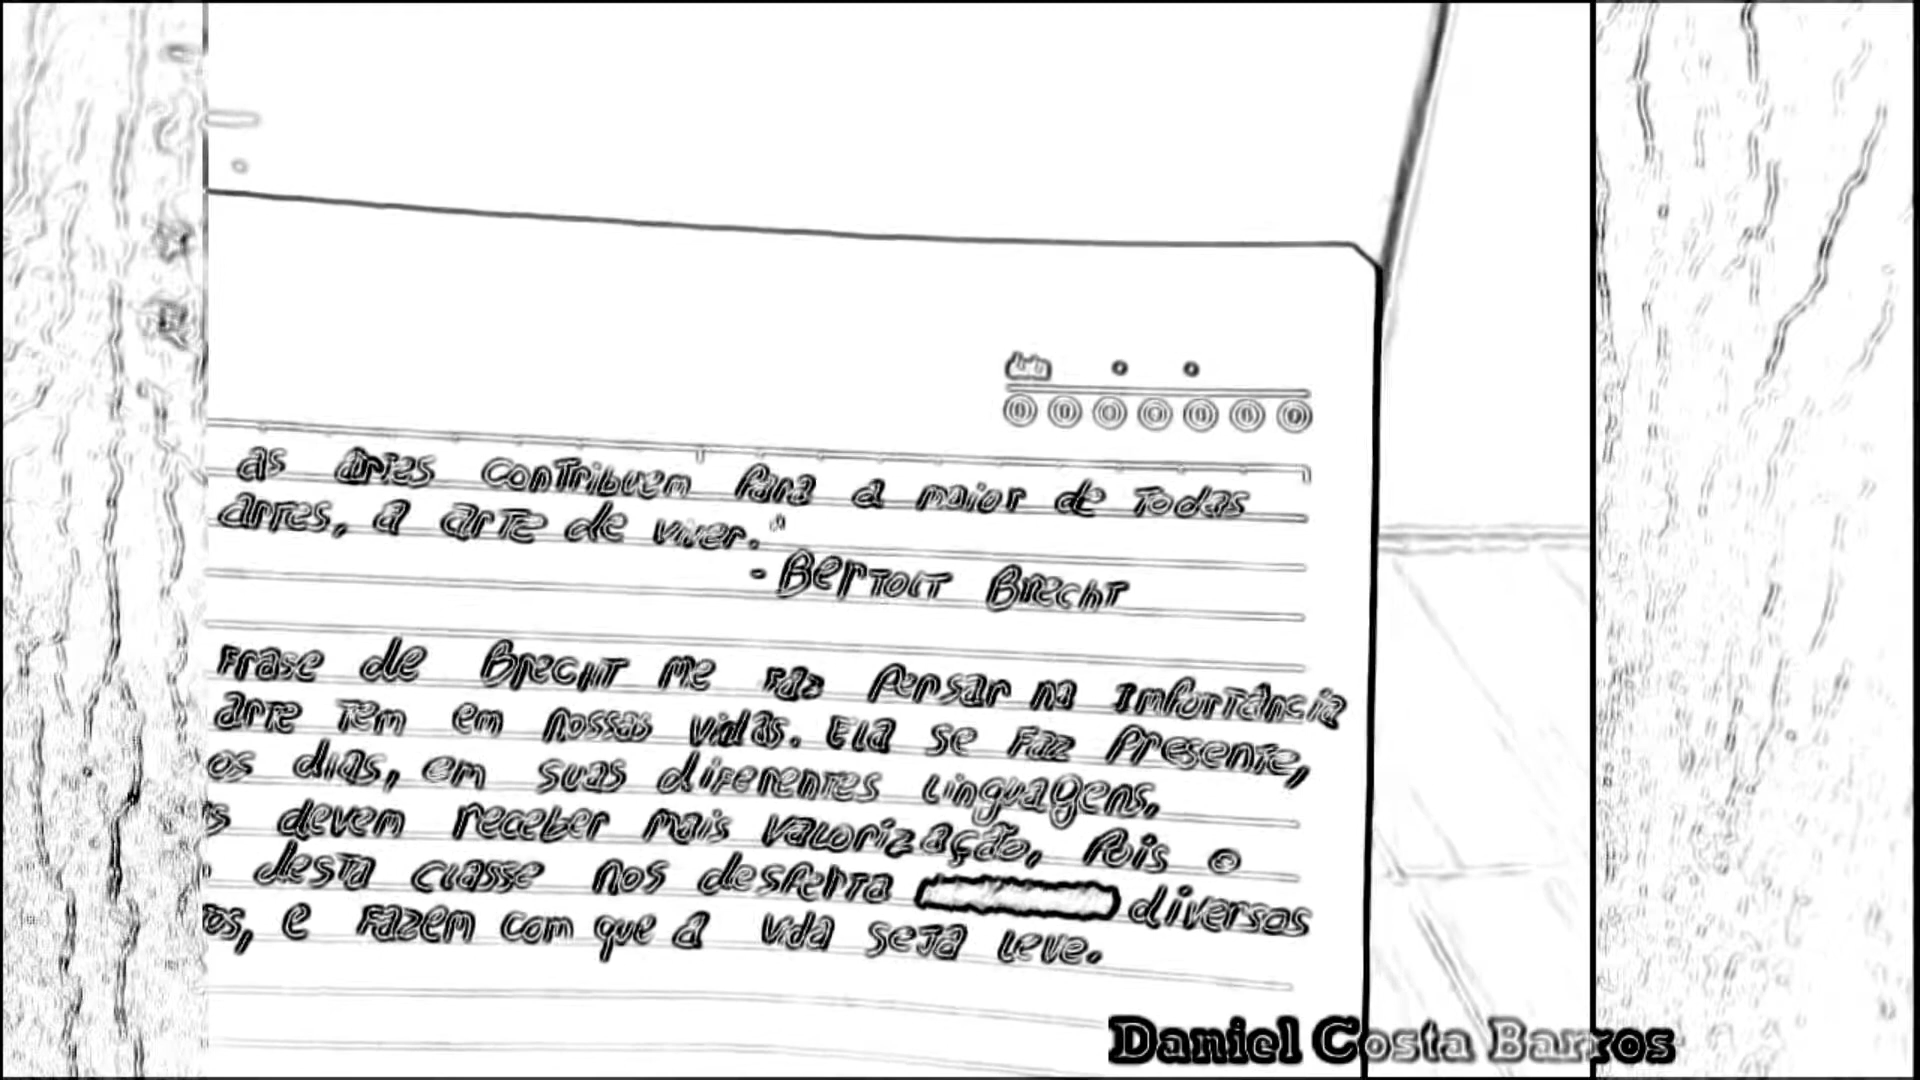 as artes contribuem para a maior de todas
artes, a arte de viver."
- Bertolt Brecht
frase de Brecht me faz pensar na importância
arte tem em nossas vidas. Ela se faz presente,
os dias, em suas diferentes linguagens.
s devem receber mais valorização, pois o
desta classe nos desperta diversos
os, e fazem com que a vida seja leve.
Daniel Costa Barros